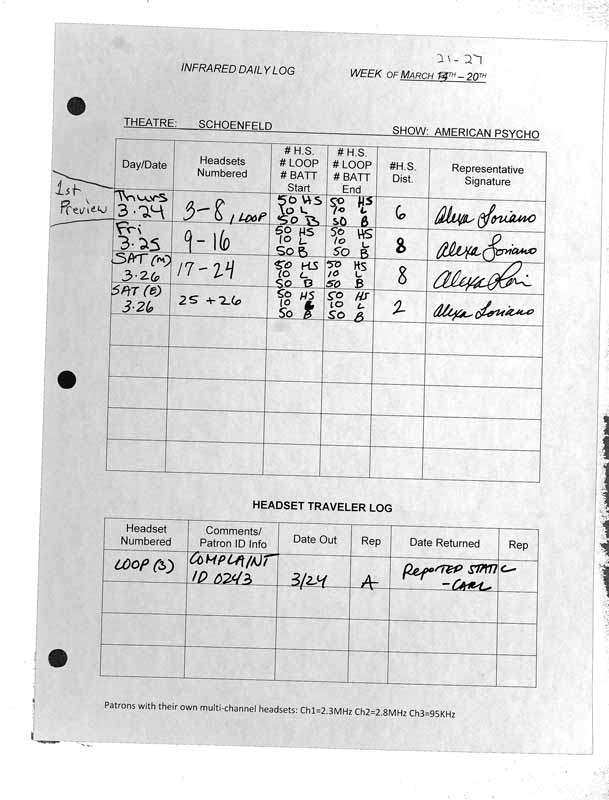 21-27
INFRARED DAILY LOG WEEK OF MARCH 14TH – 20TH
THEATRE: SCHOENFELD SHOW: AMERICAN PSYCHO
Day/Date Headsets Numbered # H.S. # LOOP # BATT Start # H.S. # LOOP # BATT End #H.S. Dist. Representative Signature
1st Preview
Thurs 3.24 3-8, LOOP 50 HS 10 L 50 B 50 HS 10 L 50 B 6 Alexa Soriano
Fri 3.25 9-16 50 HS 10 L 50 B 50 HS 10 L 50 B 8 Alexa Soriano
SAT (M) 3.26 17-24 50 HS 10 L 50 B 50 HS 10 L 50 B 8 Alexa
SAT (E) 3.26 25 + 26 50 HS 10 L 50 B 50 HS 10 L 50 B 2 Alexa Soriano
HEADSET TRAVELER LOG
Headset Numbered Comments/ Patron ID Info Date Out Rep Date Returned Rep
LOOP (3) COMPLAINT ID 0243 3/24 A Reported STATIC - CARL
Patrons with their own multi-channel headsets: Ch1=2.3MHz Ch2=2.8MHz Ch3=95KHz